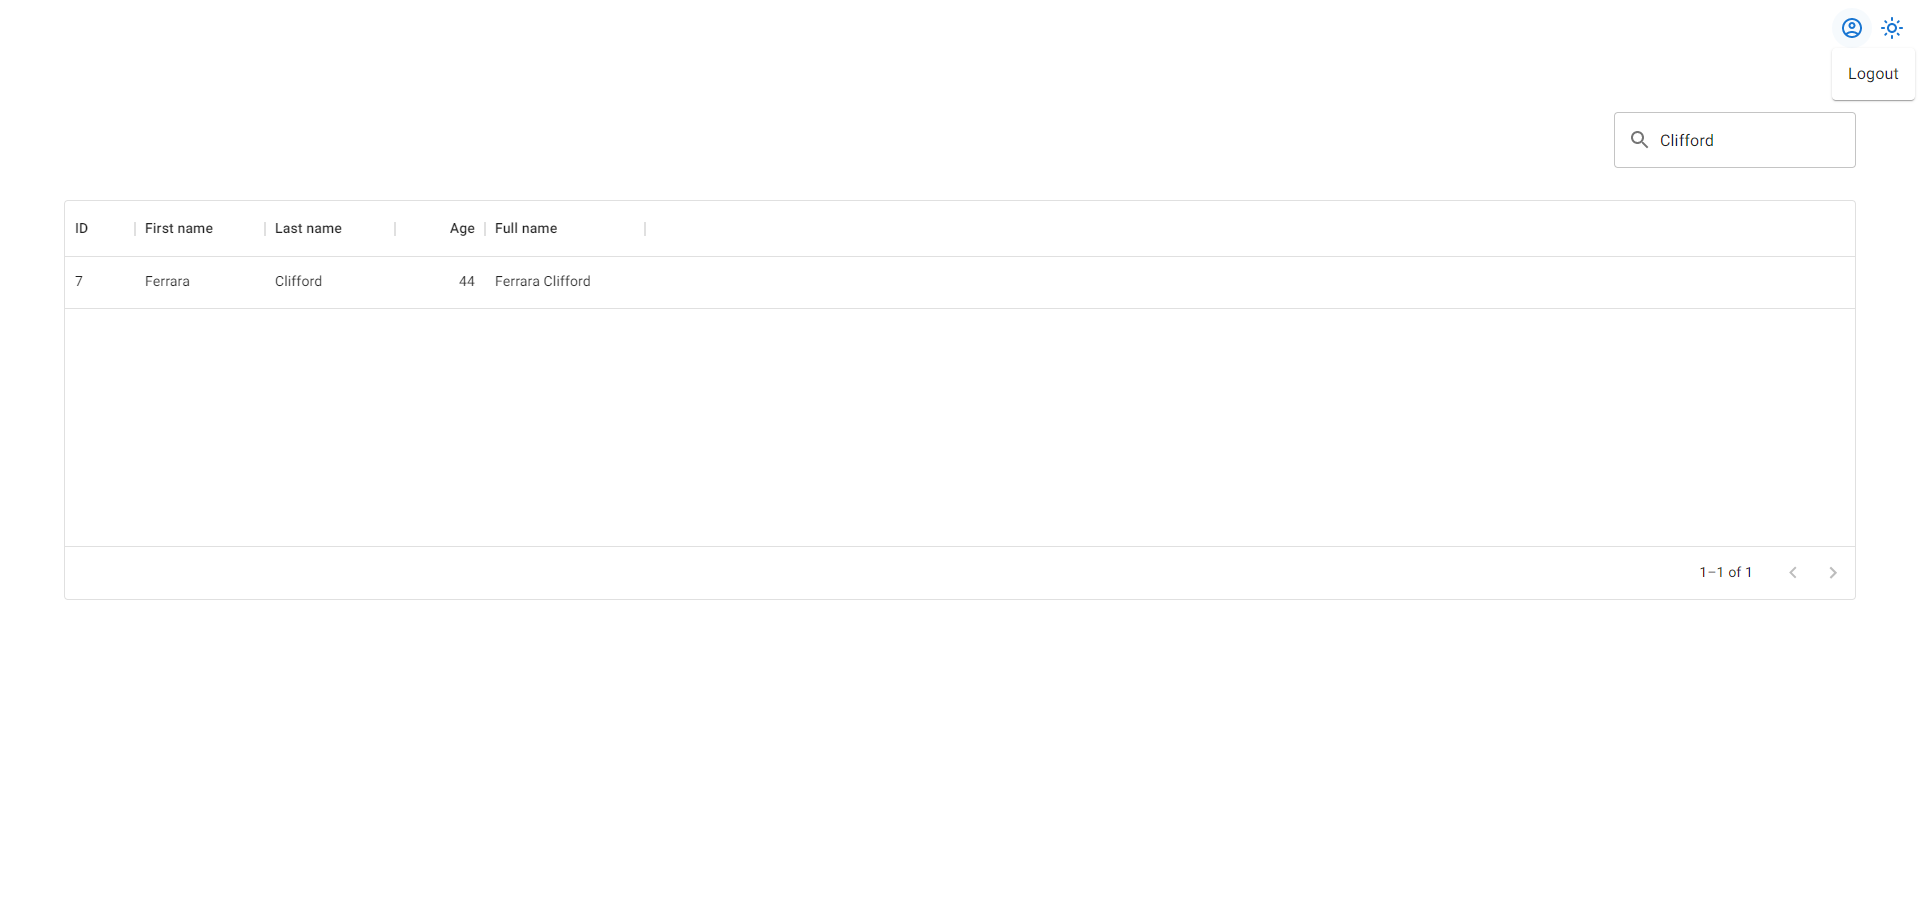 Logout
Clifford
ID First name Last name Age Full name
7 Ferrara Clifford 44 Ferrara Clifford
1–1 of 1